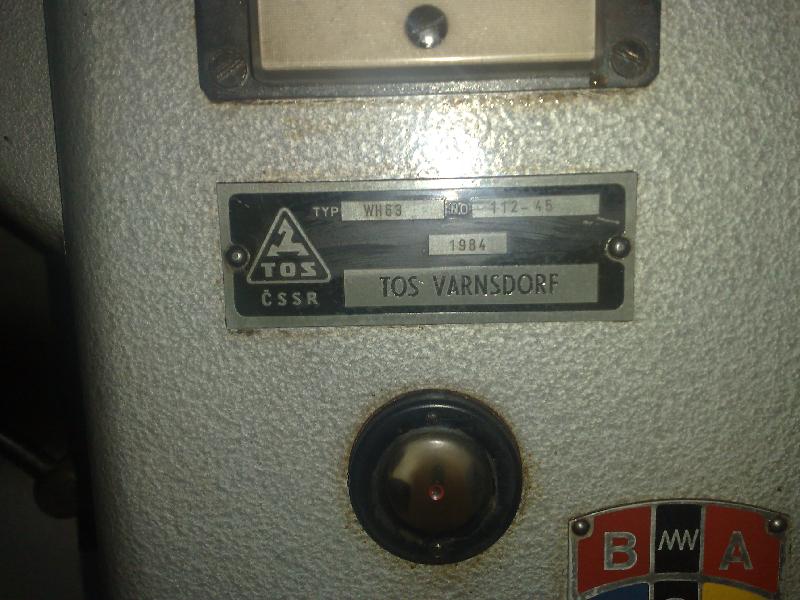 TYP WH63 NO 112-45
1984
TOS
TOS VARNSDORF
ČSSR
B A